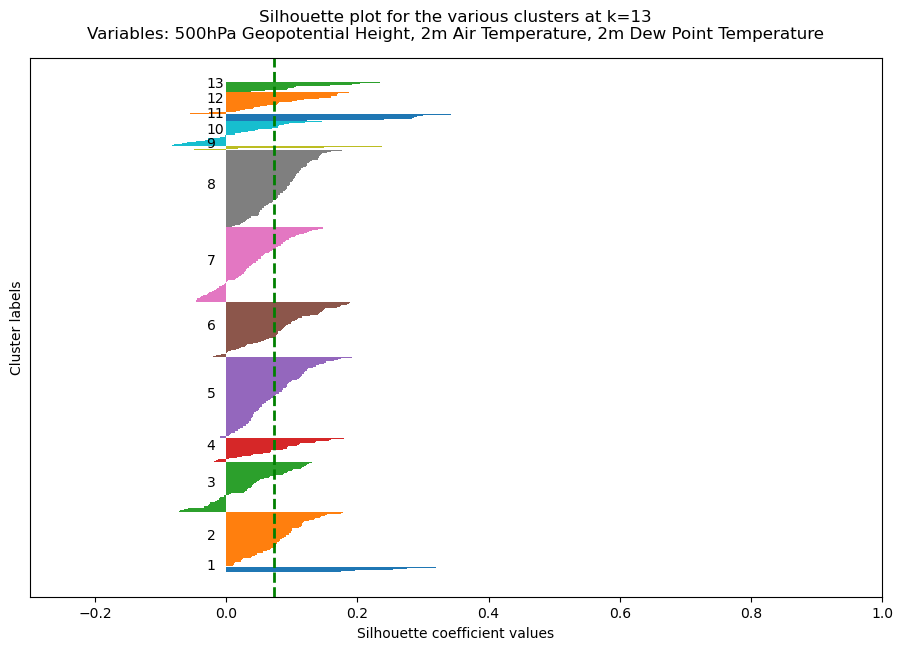 Silhouette plot for the various clusters at k=13
Variables: 500hPa Geopotential Height, 2m Air Temperature, 2m Dew Point Temperature
Cluster labels
13
12
11
10
9
8
7
6
5
4
3
2
1
−0.2 0.0 0.2 0.4 0.6 0.8 1.0
Silhouette coefficient values